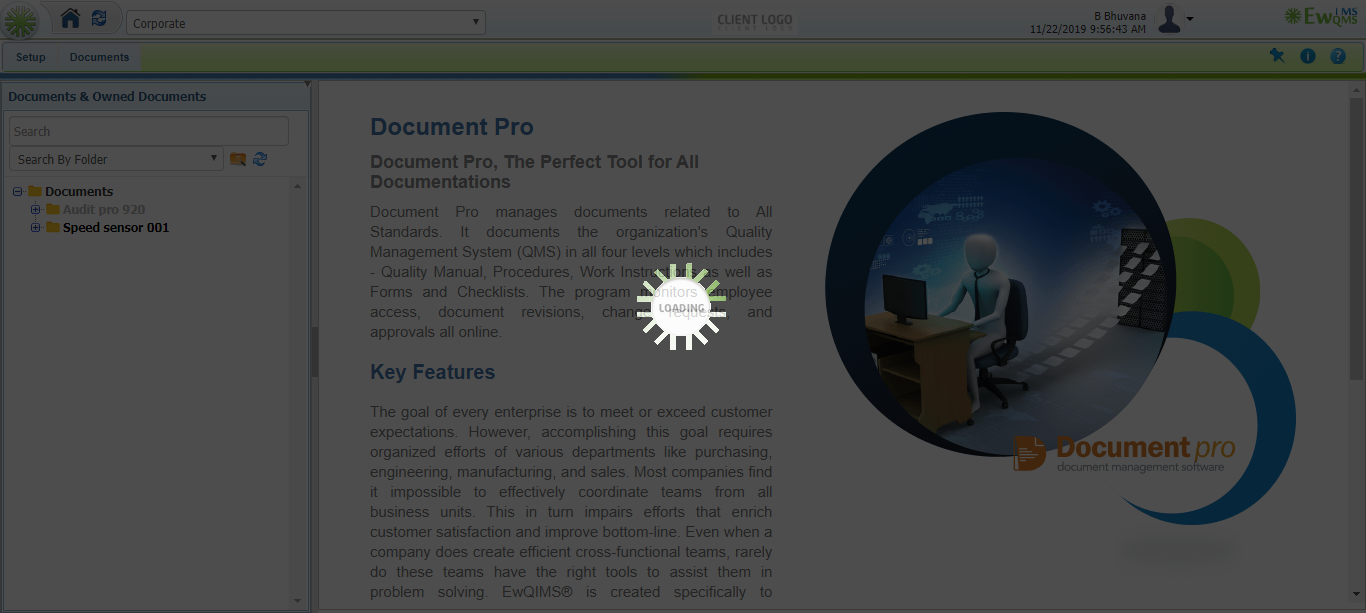 Corporate
CLIENT LOGO
B Bhuvana
11/22/2019 9:56:43 AM
EwQIMS
QMS
Setup
Documents
Documents & Owned Documents
Search
Search By Folder
Documents
Audit pro 920
Speed sensor 001
Document Pro
Document Pro, The Perfect Tool for All
Documentations
Document Pro manages documents related to All
Standards. It documents the organization's Quality
Management System (QMS) in all four levels which includes
- Quality Manual, Procedures, Work Instructions as well as
Forms and Checklists. The program monitors employee
access, document revisions, change requests, and
approvals all online.
LOADING
Key Features
The goal of every enterprise is to meet or exceed customer
expectations. However, accomplishing this goal requires
organized efforts of various departments like purchasing,
engineering, manufacturing, and sales. Most companies find
it impossible to effectively coordinate teams from all
business units. This in turn impairs efforts that enrich
customer satisfaction and improve bottom-line. Even when a
company does create efficient cross-functional teams, rarely
do these teams have the right tools to assist them in
problem solving. EwQIMS® is created specifically to
Document pro
document management software